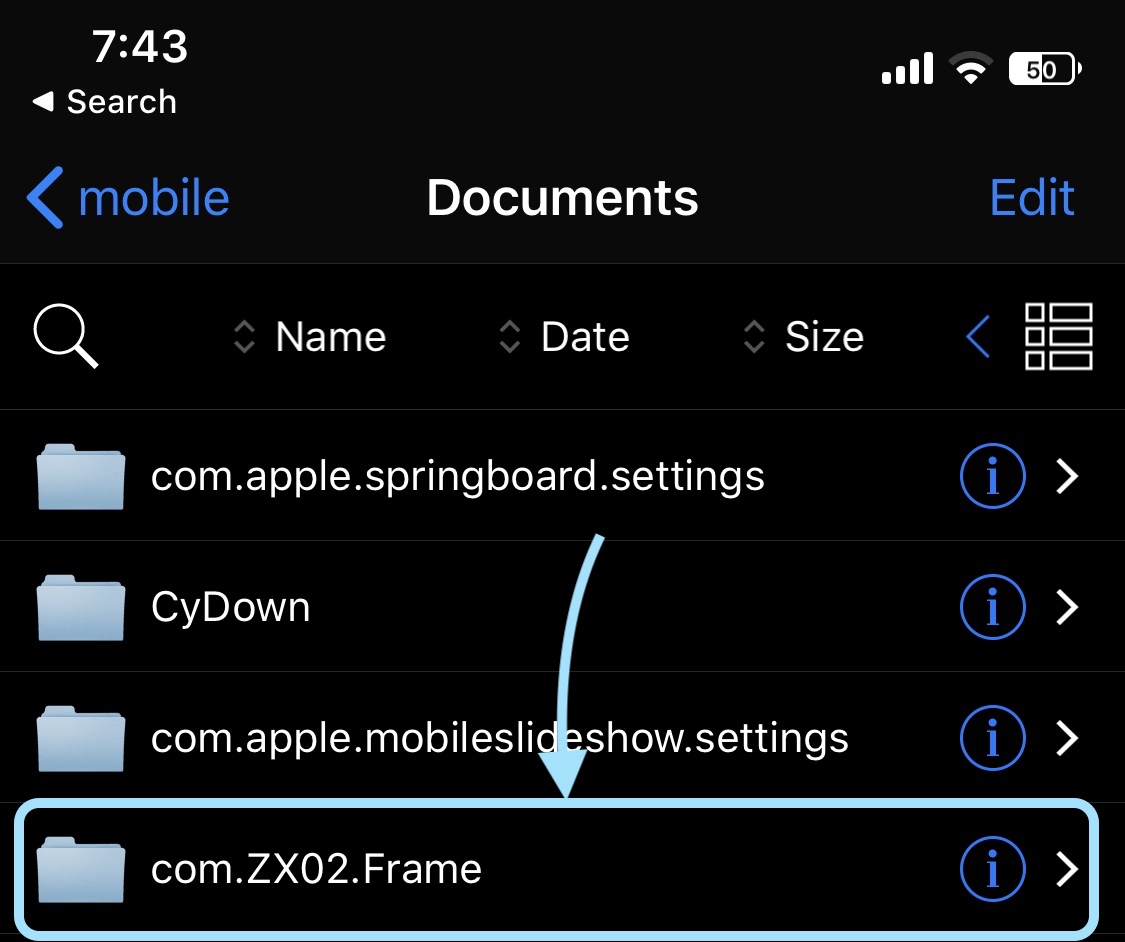 7:43
50
Search
mobile
Documents
Edit
Name
Date
Size
com.apple.springboard.settings
CyDown
com.apple.mobileslideshow.settings
com.ZX02.Frame